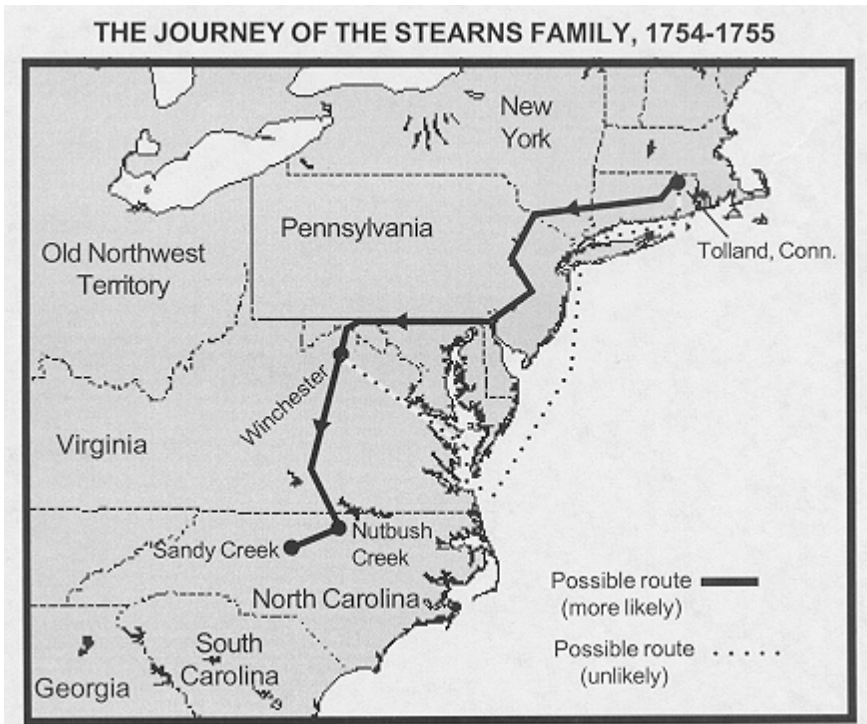 THE JOURNEY OF THE STEARNS FAMILY, 1754-1755
New
York
Pennsylvania
Tolland, Conn.
Old Northwest
Territory
Winchester
Virginia
Sandy Creek
Nutbush
Creek
North Carolina
Possible route
(more likely)
South
Carolina
Possible route
(unlikely)
Georgia